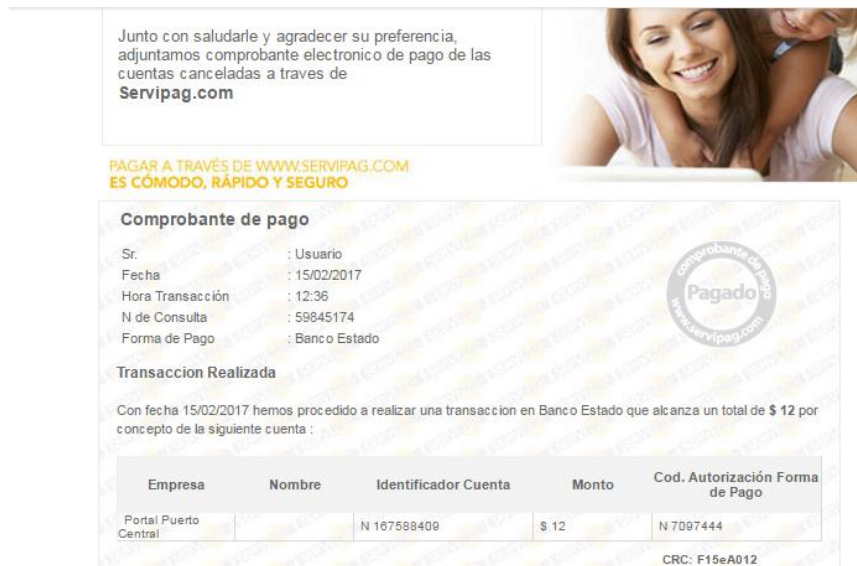 Junto con saludarle y agradecer su preferencia,
adjuntamos comprobante electronico de pago de las
cuentas canceladas a traves de
Servipag.com
PAGAR A TRAVÉS DE WWW.SERVIPAG.COM
ES CÓMODO, RÁPIDO Y SEGURO
Comprobante de pago
Sr. : Usuario
Fecha : 15/02/2017
Hora Transacción : 12:36
N de Consulta : 59845174
Forma de Pago : Banco Estado
comprobante de pago
Pagado
www.servipag.com
Transaccion Realizada
Con fecha 15/02/2017 hemos procedido a realizar una transaccion en Banco Estado que alcanza un total de $ 12 por
concepto de la siguiente cuenta :
Empresa Nombre Identificador Cuenta Monto Cod. Autorización Forma
de Pago
Portal Puerto
Central N 167588409 $ 12 N 7097444
CRC: F15eA012